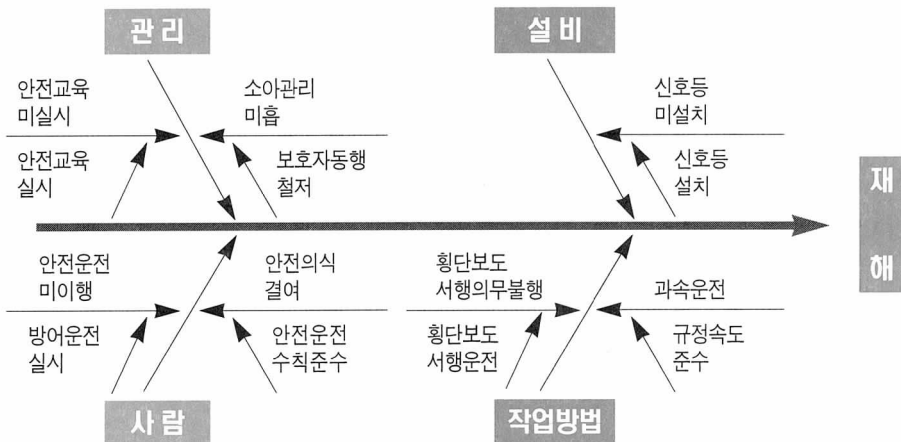 관리
설비
안전교육
미실시
소아관리
미흡
신호등
미설치
안전교육
실시
보호자동행
철저
신호등
설치
재
해
안전운전
미이행
안전의식
결여
횡단보도
서행의무불행
과속운전
방어운전
실시
안전운전
수칙준수
횡단보도
서행운전
규정속도
준수
사람
작업방법